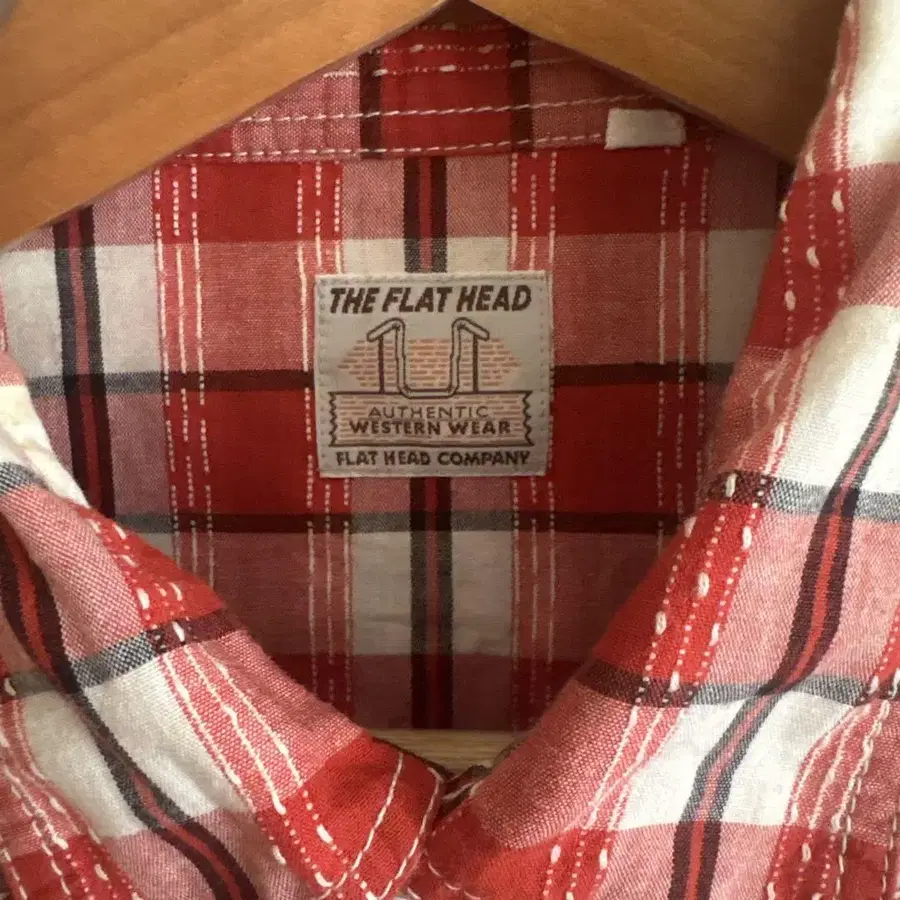 THE FLAT HEAD
AUTHENTIC
WESTERN WEAR
FLAT HEAD COMPANY